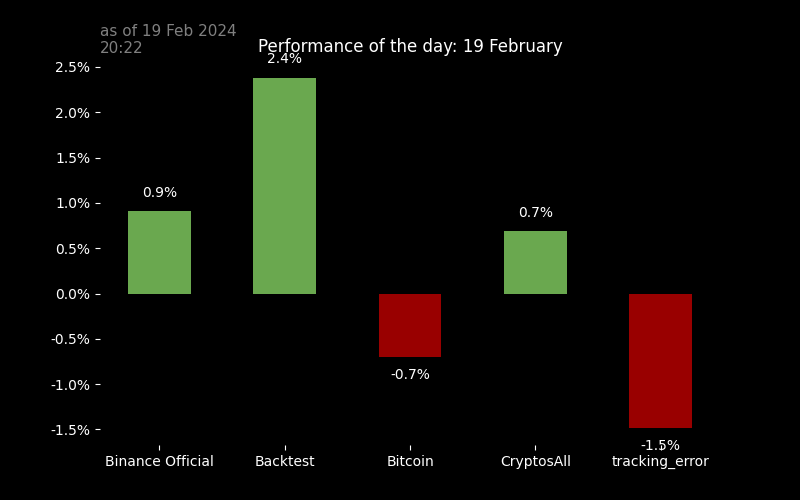 as of 19 Feb 2024
20:22
Performance of the day: 19 February
2.5%
2.0%
1.5%
1.0%
0.5%
0.0%
-0.5%
-1.0%
-1.5%
0.9%
2.4%
-0.7%
0.7%
-1.5%
Binance Official
Backtest
Bitcoin
CryptosAll
tracking_error